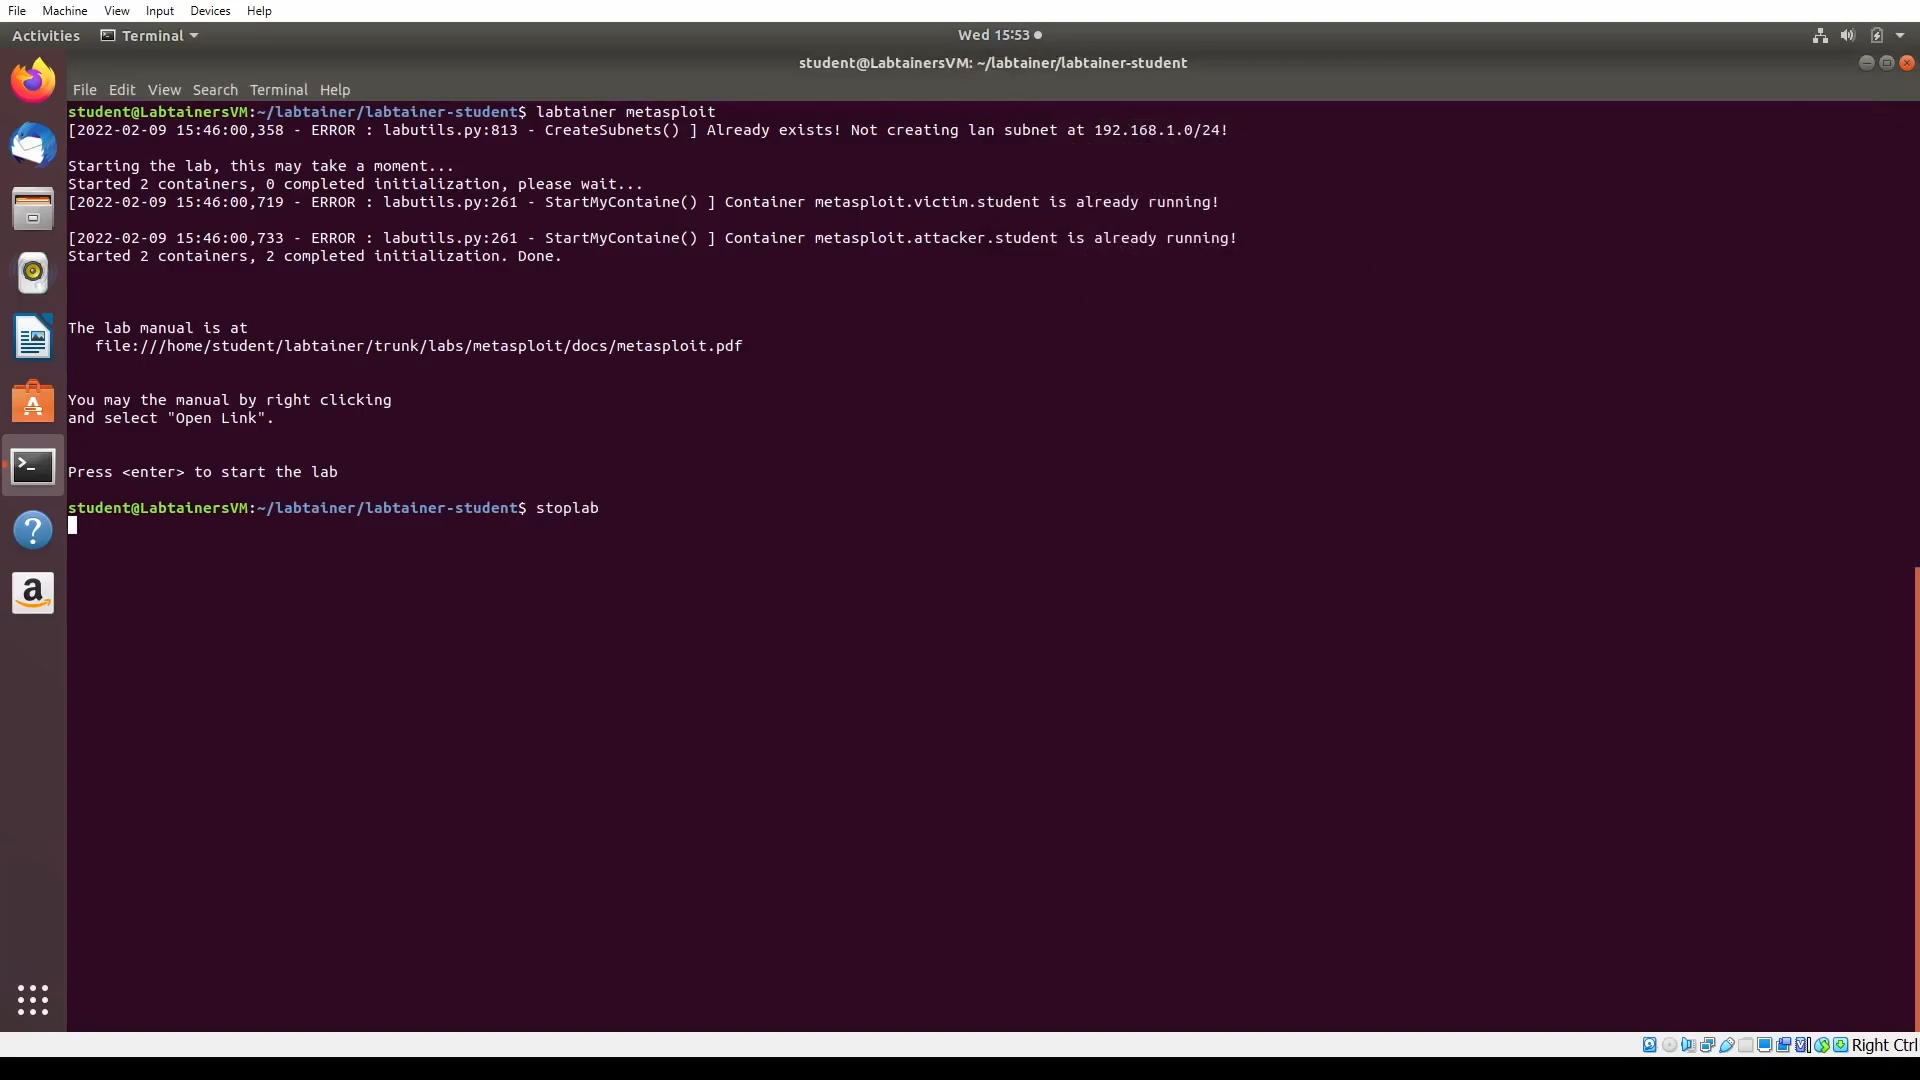 File Machine View Input Devices Help
Activities Terminal Wed 15:53
student@LabtainersVM: ~/labtainer/labtainer-student
File Edit View Search Terminal Help
student@LabtainersVM:~/labtainer/labtainer-student$ labtainer metasploit
[2022-02-09 15:46:00,358 - ERROR : labutils.py:813 - CreateSubnets() ] Already exists! Not creating lan subnet at 192.168.1.0/24!
Starting the lab, this may take a moment...
Started 2 containers, 0 completed initialization, please wait...
[2022-02-09 15:46:00,719 - ERROR : labutils.py:261 - StartMyContaine() ] Container metasploit.victim.student is already running!
[2022-02-09 15:46:00,733 - ERROR : labutils.py:261 - StartMyContaine() ] Container metasploit.attacker.student is already running!
Started 2 containers, 2 completed initialization. Done.
The lab manual is at
file:///home/student/labtainer/trunk/labs/metasploit/docs/metasploit.pdf
You may the manual by right clicking
and select "Open Link".
Press <enter> to start the lab
student@LabtainersVM:~/labtainer/labtainer-student$ stoplab
Right Ctrl